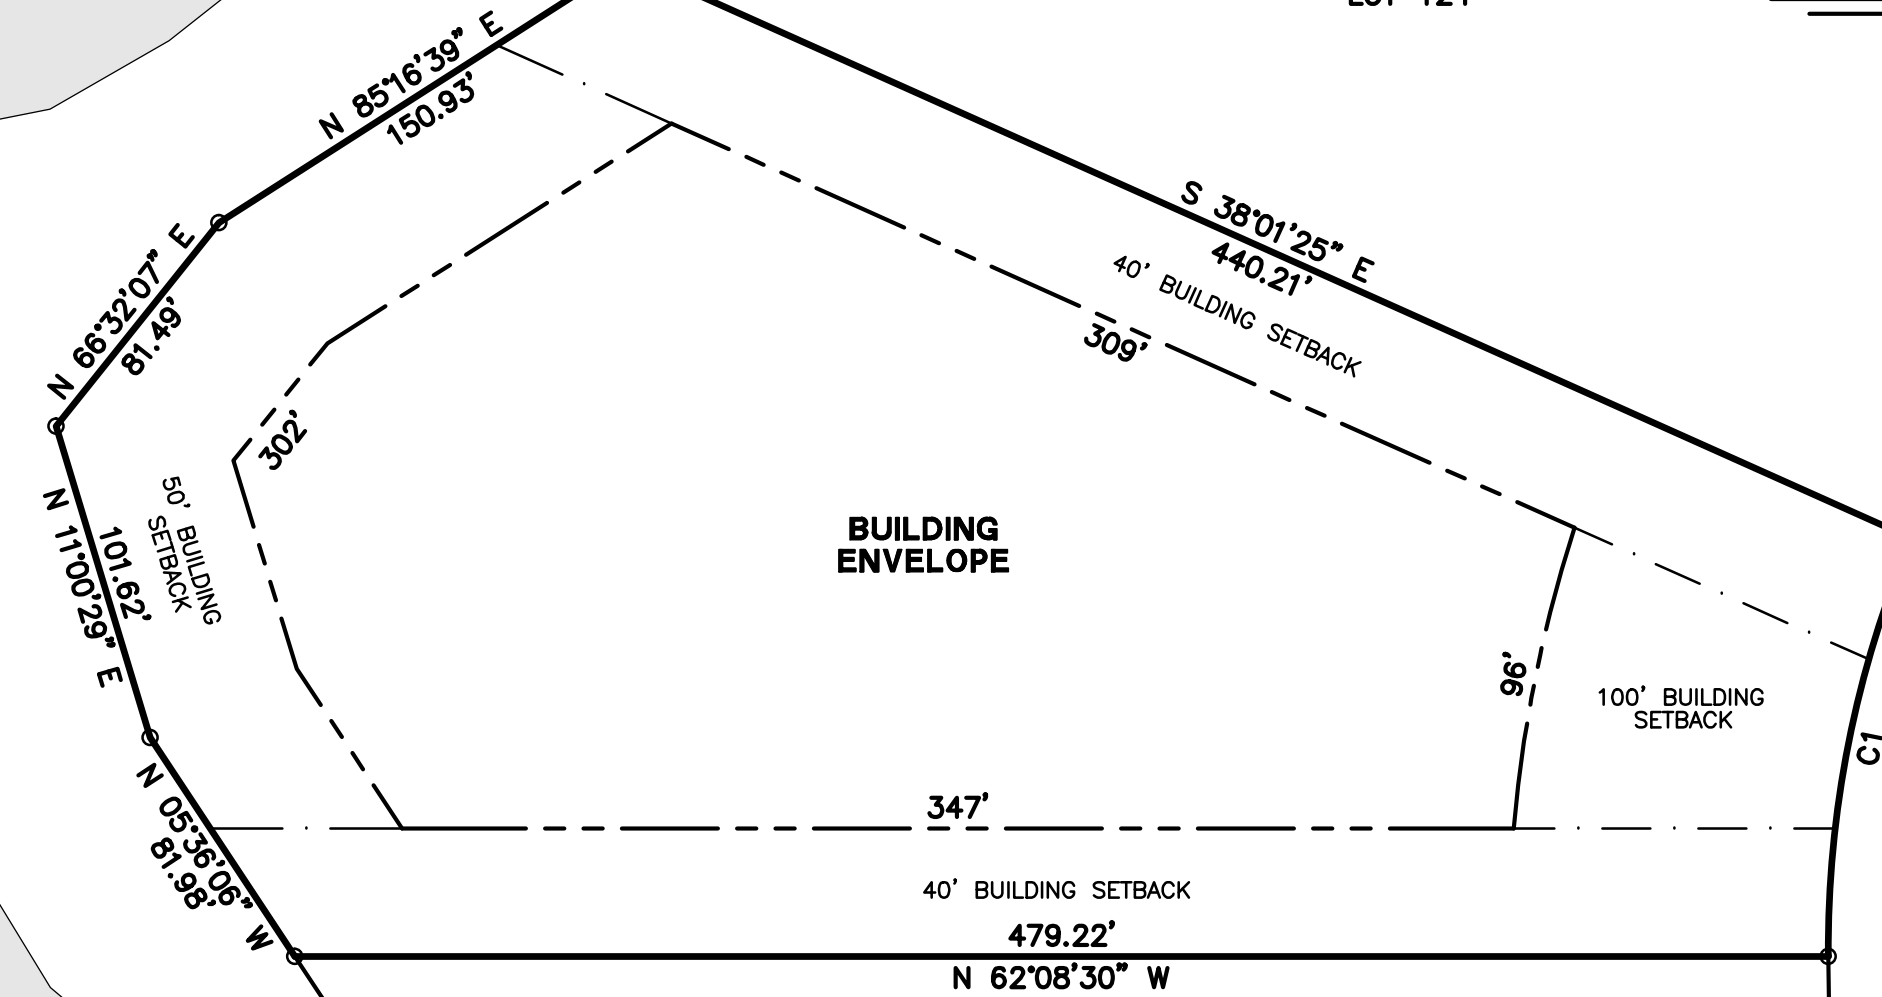 N 85°16'39" E
150.93'
S 38°01'25" E
440.21'
40' BUILDING SETBACK
309'
N 66°32'07" E
81.49'
302'
50' BUILDING
SETBACK
101.62'
N 11°00'29" E
BUILDING
ENVELOPE
96'
100' BUILDING
SETBACK
C1
N 05°36'06" W
81.98'
347'
40' BUILDING SETBACK
479.22'
N 62°08'30" W